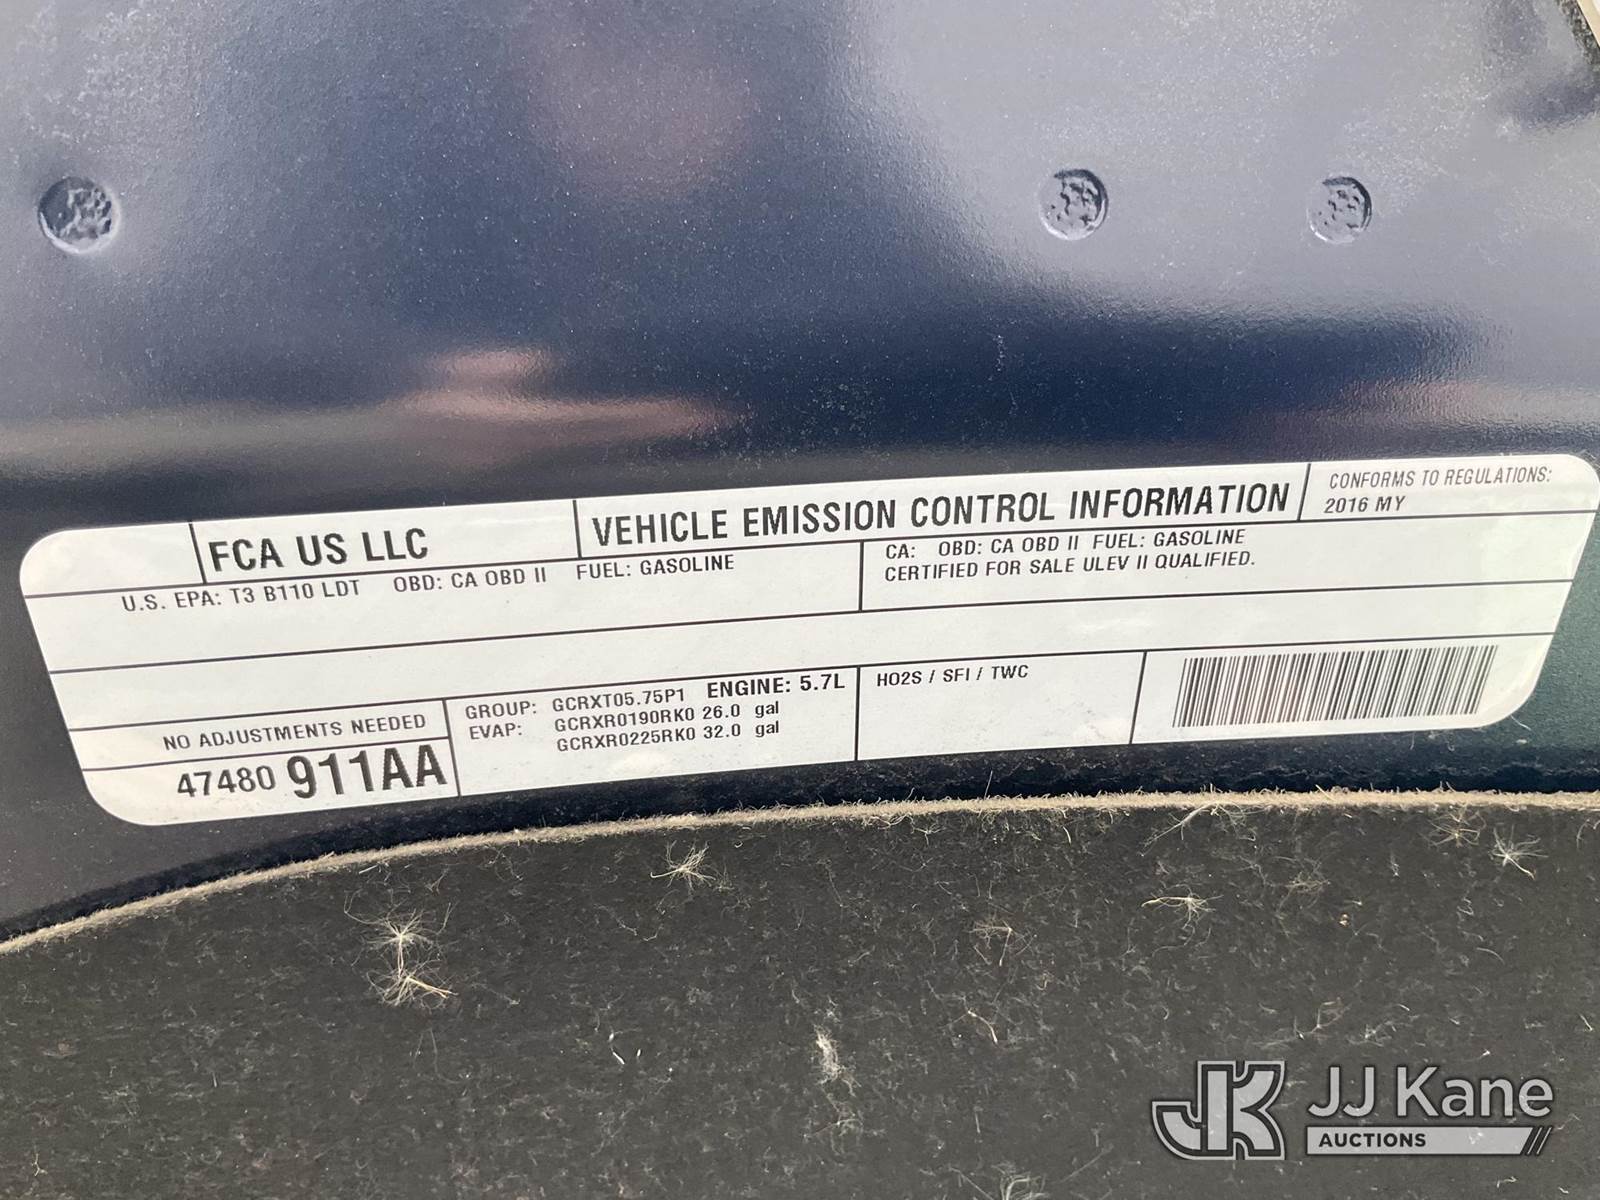 FCA US LLC
VEHICLE EMISSION CONTROL INFORMATION
CONFORMS TO REGULATIONS:
2016 MY
U.S. EPA: T3 B110 LDT OBD: CA OBD II FUEL: GASOLINE
CA: OBD: CA OBD II FUEL: GASOLINE
CERTIFIED FOR SALE ULEV II QUALIFIED.
NO ADJUSTMENTS NEEDED
47480 911AA
GROUP: GCRXT05.75P1 ENGINE: 5.7L
EVAP: GCRXR0190RK0 26.0 gal
GCRXR0225RK0 32.0 gal
HO2S / SFI / TWC
JK JJ Kane
AUCTIONS